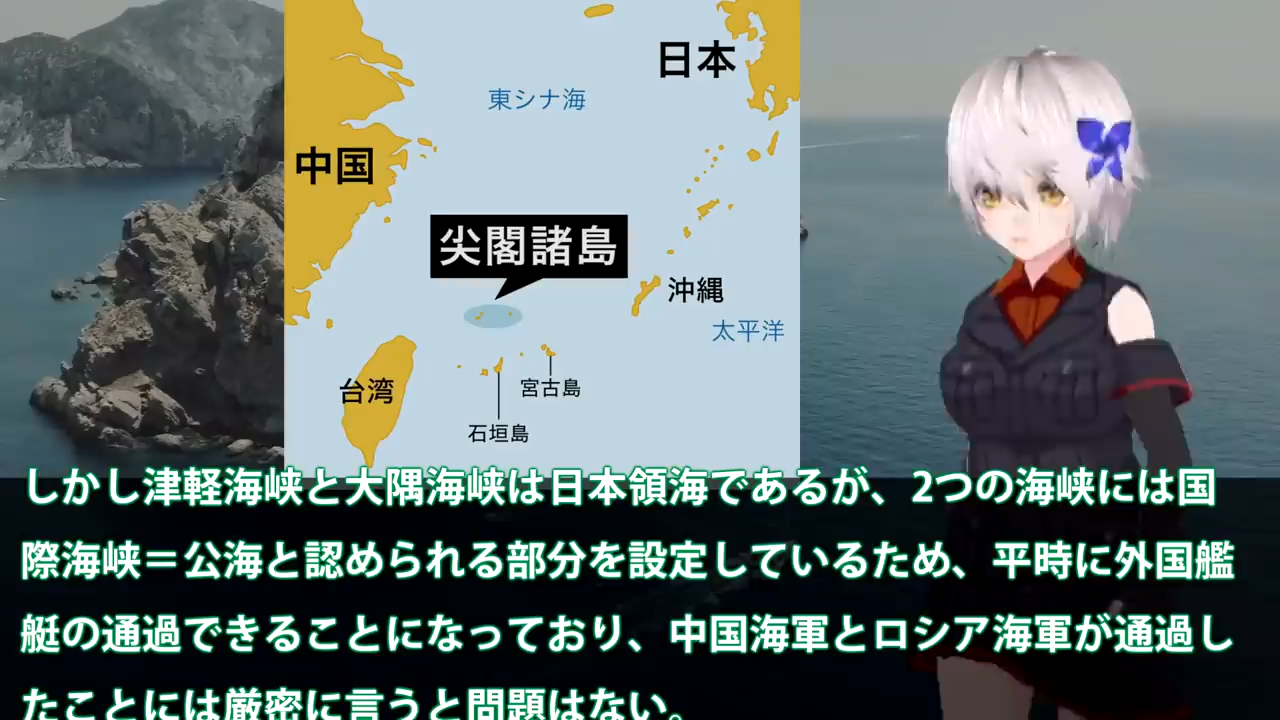 日本
東シナ海
中国
尖閣諸島
沖縄
太平洋
台湾
宮古島
石垣島
しかし津軽海峡と大隅海峡は日本領海であるが、2つの海峡には国
際海峡＝公海と認められる部分を設定しているため、平時に外国艦
艇の通過できることになっており、中国海軍とロシア海軍が通過し
たことには厳密に言うと問題はない。